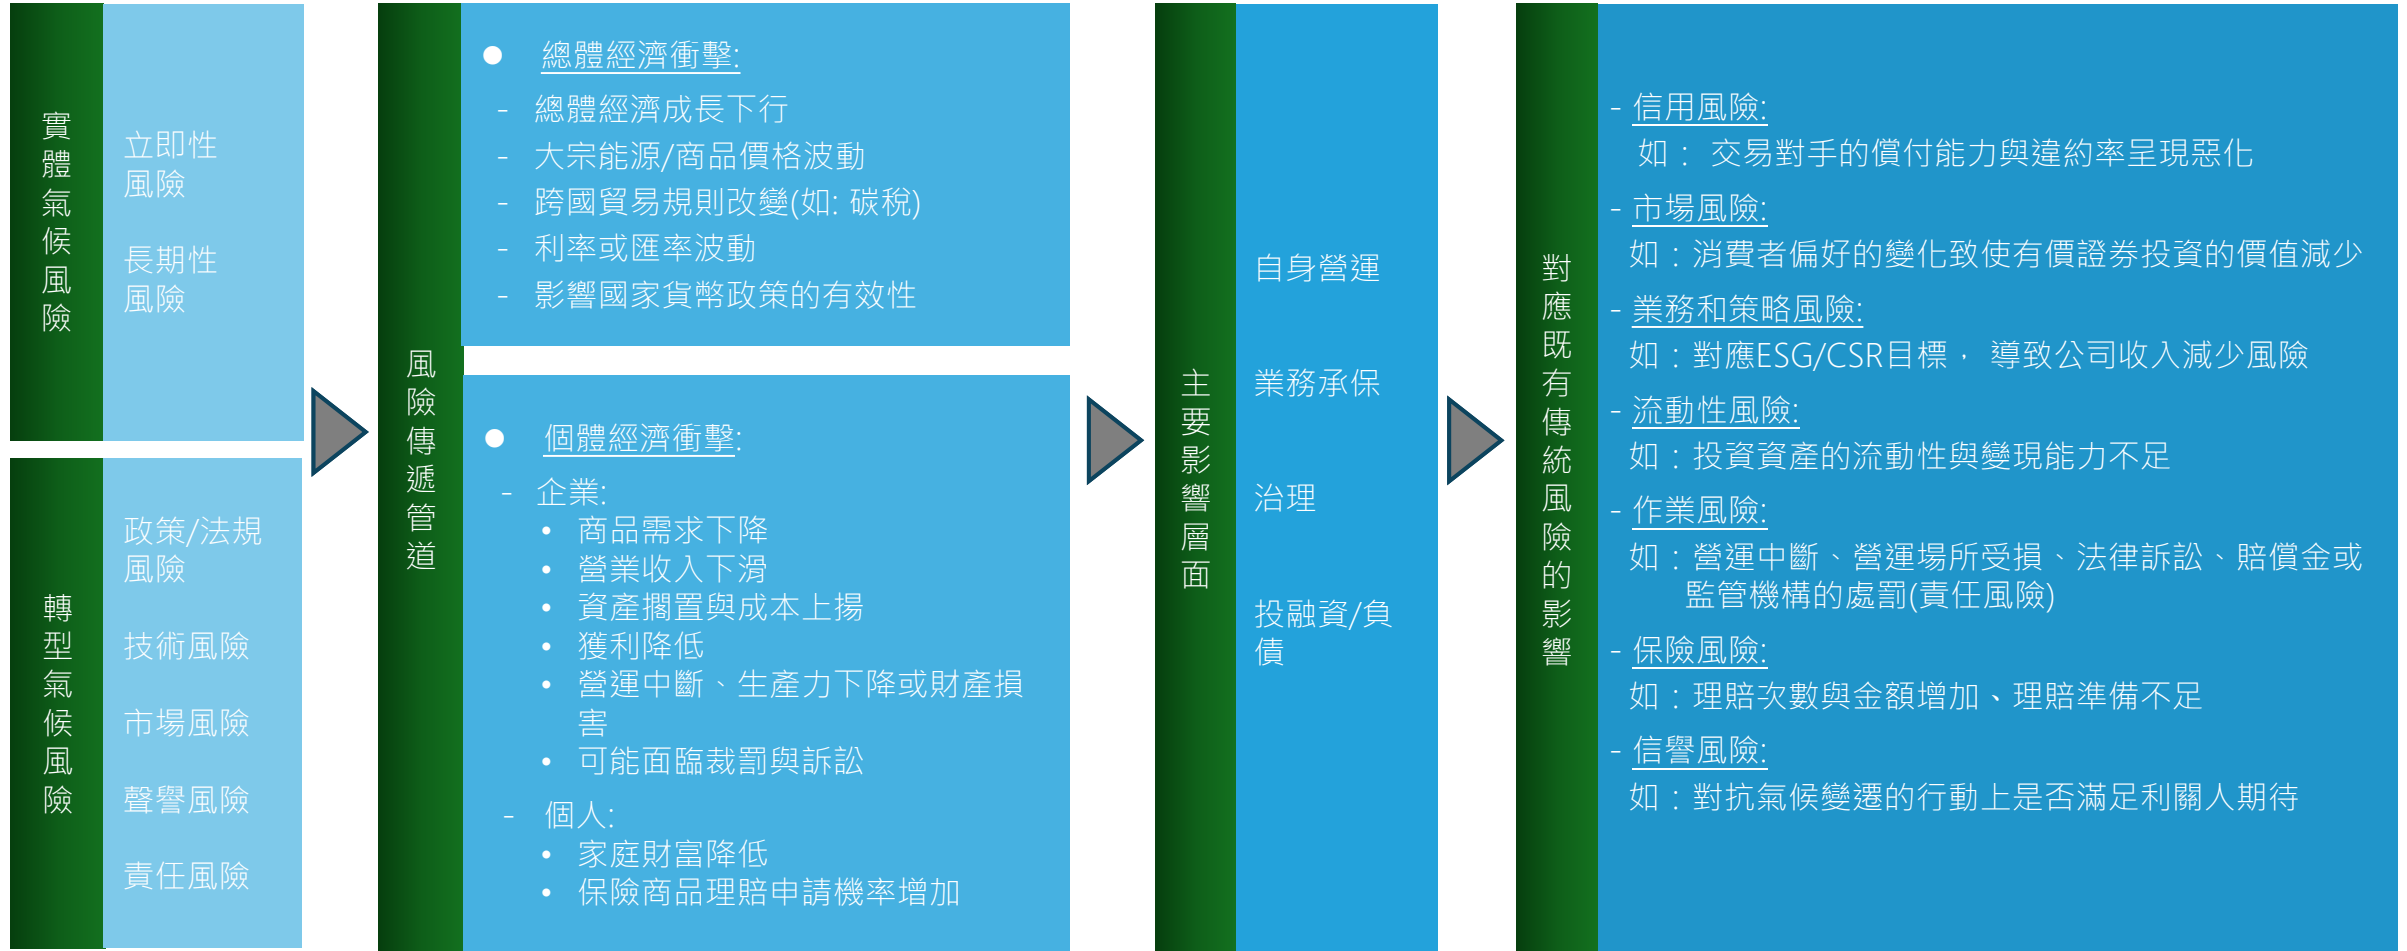 實體氣候風險
立即性
風險
長期性
風險
轉型氣候風險
政策/法規
風險
技術風險
市場風險
聲譽風險
責任風險
風險傳遞管道
● 總體經濟衝擊:
- 總體經濟成長下行
- 大宗能源/商品價格波動
- 跨國貿易規則改變(如: 碳稅)
- 利率或匯率波動
- 影響國家貨幣政策的有效性
● 個體經濟衝擊:
- 企業:
• 商品需求下降
• 營業收入下滑
• 資產擱置與成本上揚
• 獲利降低
• 營運中斷、生產力下降或財產損
害
• 可能面臨裁罰與訴訟
- 個人:
• 家庭財富降低
• 保險商品理賠申請機率增加
主要影響層面
自身營運
業務承保
治理
投融資/負
債
對應既有傳統風險的影響
- 信用風險:
如： 交易對手的償付能力與違約率呈現惡化
- 市場風險:
如：消費者偏好的變化致使有價證券投資的價值減少
- 業務和策略風險:
如：對應ESG/CSR目標， 導致公司收入減少風險
- 流動性風險:
如：投資資產的流動性與變現能力不足
- 作業風險:
如：營運中斷、營運場所受損、法律訴訟、賠償金或
監管機構的處罰(責任風險)
- 保險風險:
如：理賠次數與金額增加、理賠準備不足
- 信譽風險:
如：對抗氣候變遷的行動上是否滿足利關人期待